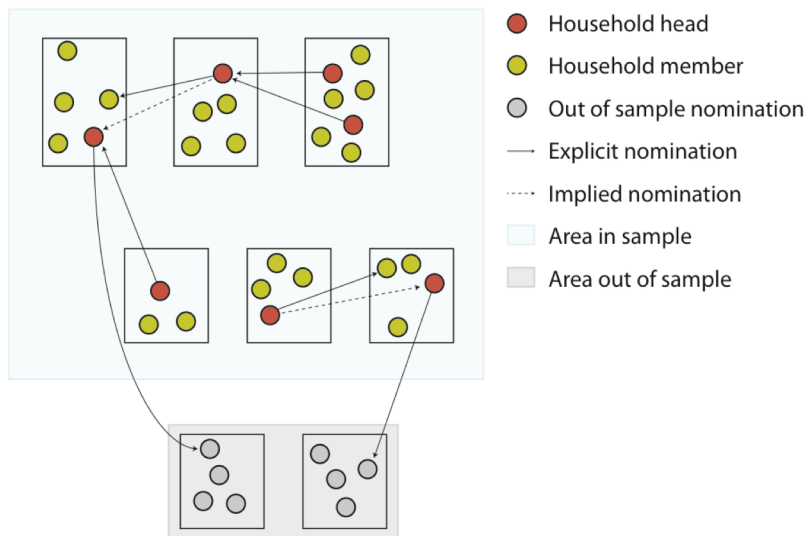 Household head
Household member
Out of sample nomination
Explicit nomination
Implied nomination
Area in sample
Area out of sample